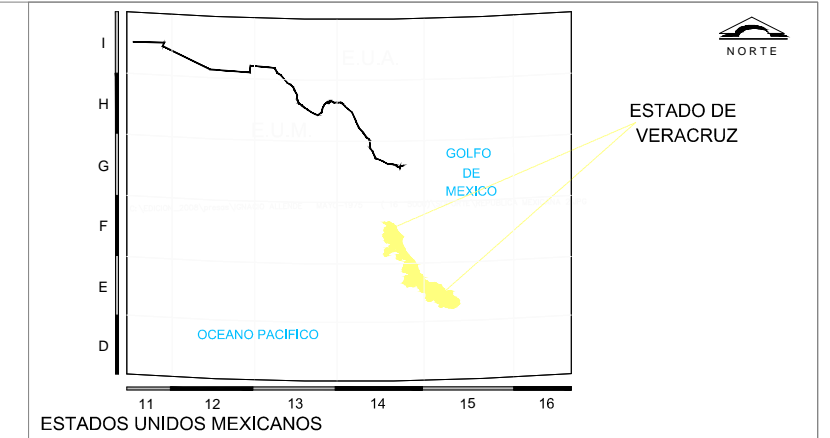 I
E.U.A.
NORTE
H
ESTADO DE
VERACRUZ
E.U.M.
GOLFO
DE
MEXICO
G
F
E
OCEANO PACIFICO
D
11 12 13 14 15 16
ESTADOS UNIDOS MEXICANOS